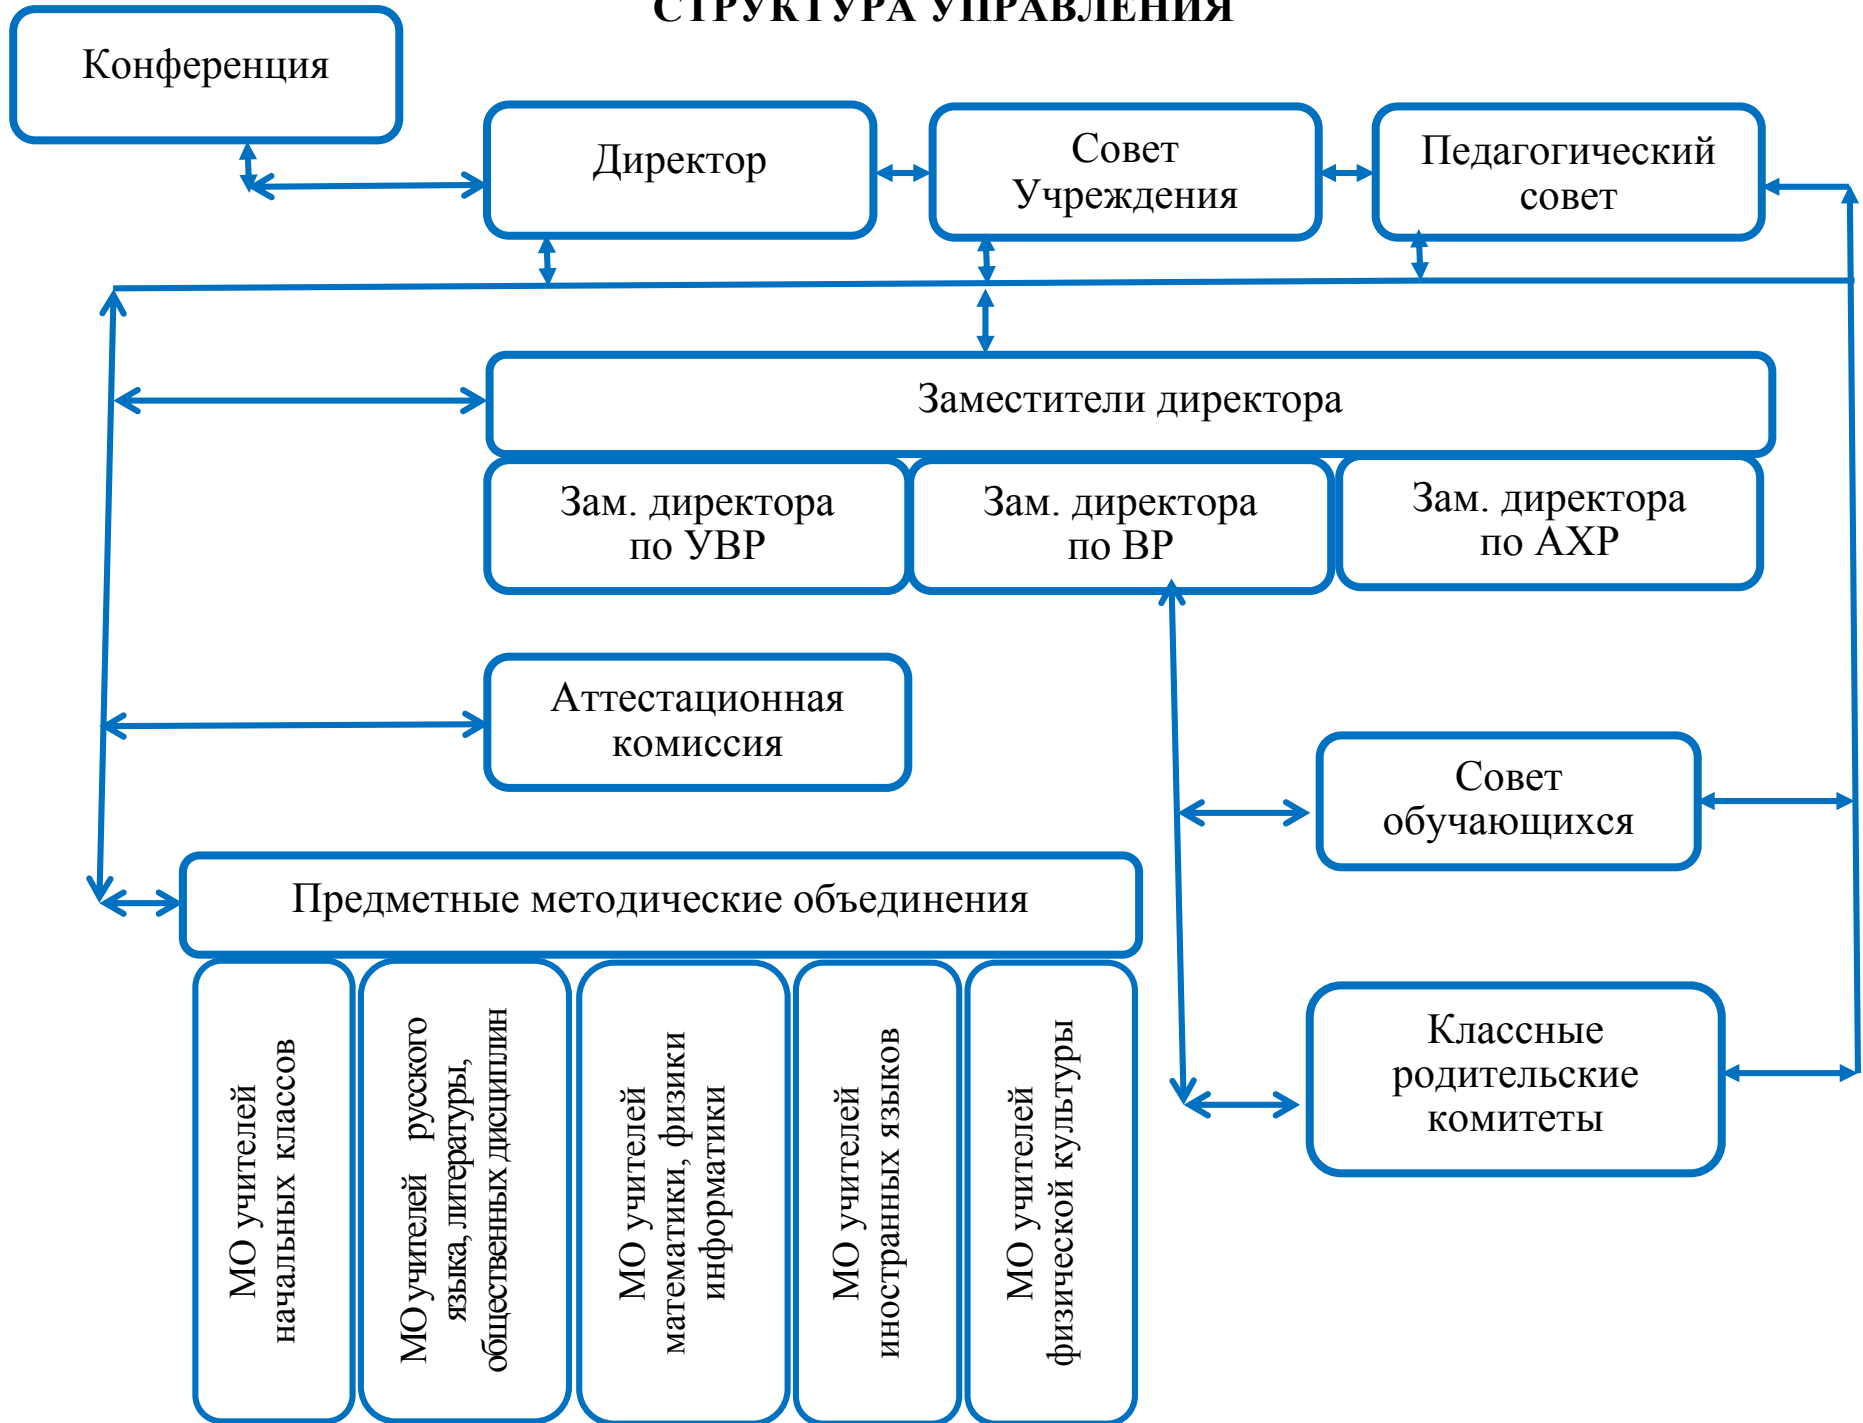 СТРУКТУРА УПРАВЛЕНИЯ
Конференция
Директор
Совет
Учреждения
Педагогический
совет
Заместители директора
Зам. директора
по УВР
Зам. директора
по ВР
Зам. директора
по АХР
Аттестационная
комиссия
Совет
обучающихся
Предметные методические объединения
Классные
родительские
комитеты
МО учителей
начальных классов
МО учителей русского
языка, литературы,
общественных дисциплин
МО учителей
математики, физики
информатики
МО учителей
иностранных языков
МО учителей
физической культуры